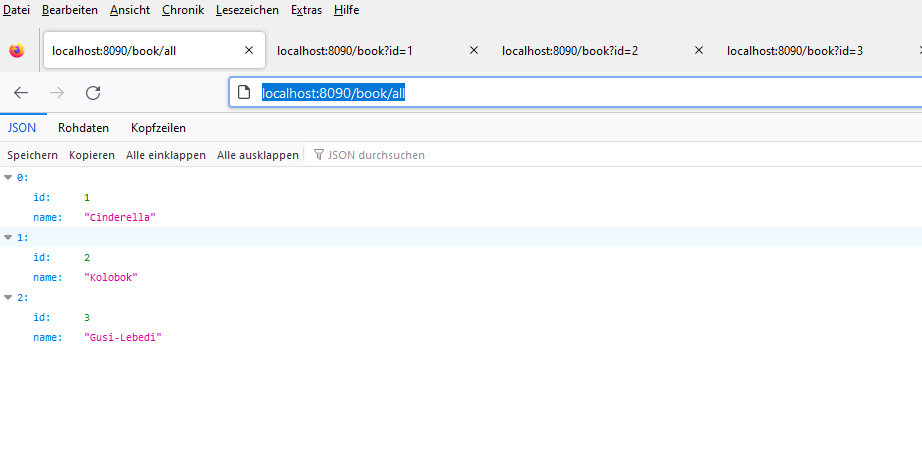 Datei Bearbeiten Ansicht Chronik Lesezeichen Extras Hilfe
localhost:8090/book/all localhost:8090/book?id=1 localhost:8090/book?id=2 localhost:8090/book?id=3
localhost:8090/book/all
JSON Rohdaten Kopfzeilen
Speichern Kopieren Alle einklappen Alle ausklappen JSON durchsuchen
0:
id: 1
name: "Cinderella"
1:
id: 2
name: "Kolobok"
2:
id: 3
name: "Gusi-Lebedi"